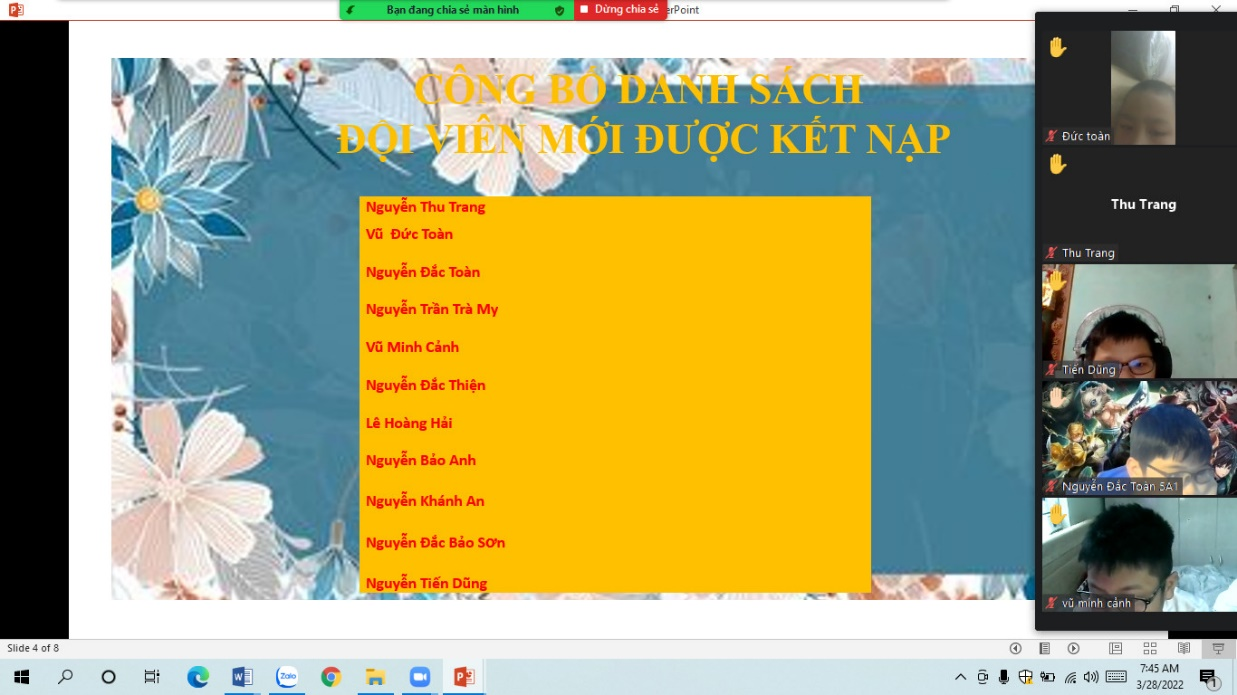 Bạn đang chia sẻ màn hình
Dừng chia sẻ
erPoint
CÔNG BỐ DANH SÁCH
ĐỘI VIÊN MỚI ĐƯỢC KẾT NẠP
Nguyễn Thu Trang
Vũ Đức Toàn
Nguyễn Đắc Toàn
Nguyễn Trần Trà My
Vũ Minh Cảnh
Nguyễn Đắc Thiện
Lê Hoàng Hải
Nguyễn Bảo Anh
Nguyễn Khánh An
Nguyễn Đắc Bảo Sơn
Nguyễn Tiến Dũng
Đức toàn
Thu Trang
Thu Trang
Tiến Dũng
Nguyễn Đắc Toàn 5A1
vũ minh cảnh
Slide 4 of 8
Zalo
7:45 AM
3/28/2022
1